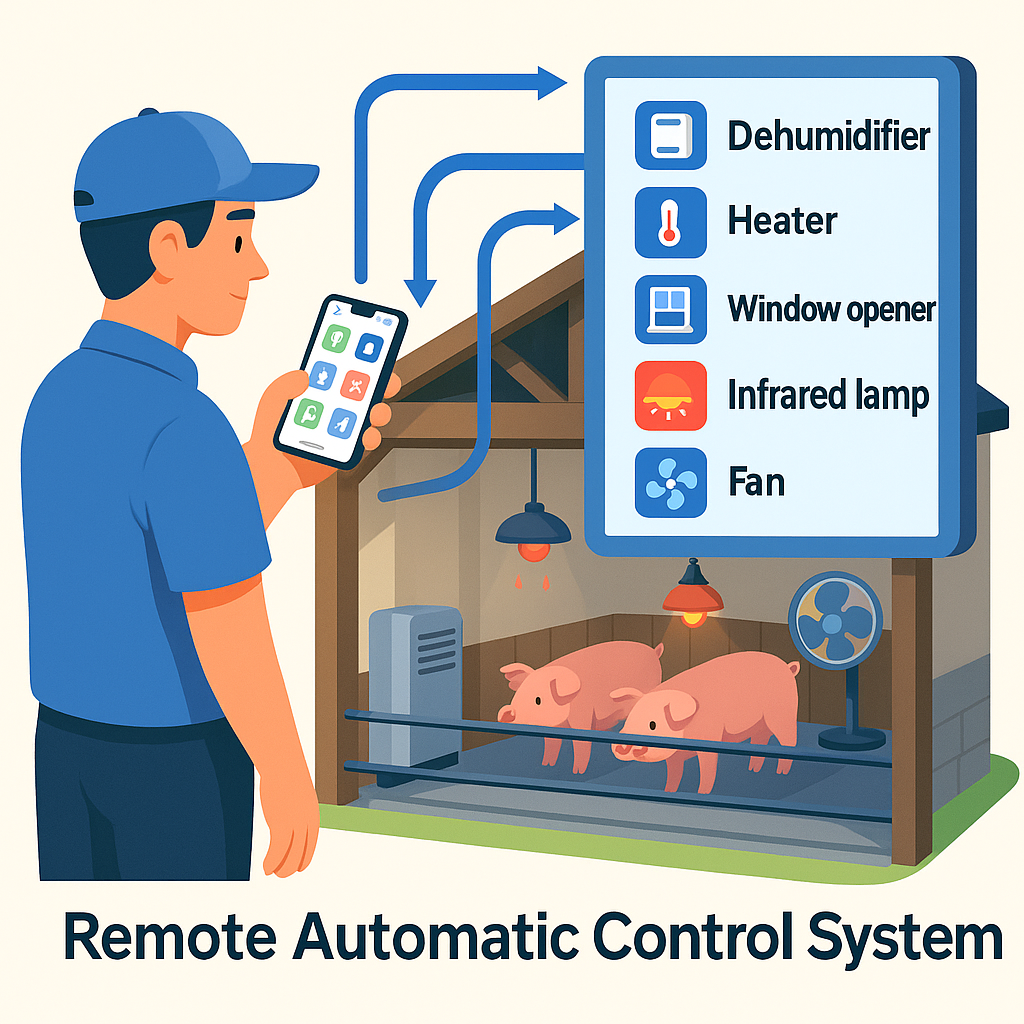 Dehumidifier
Heater
Window opener
Infrared lamp
Fan
Remote Automatic Control System